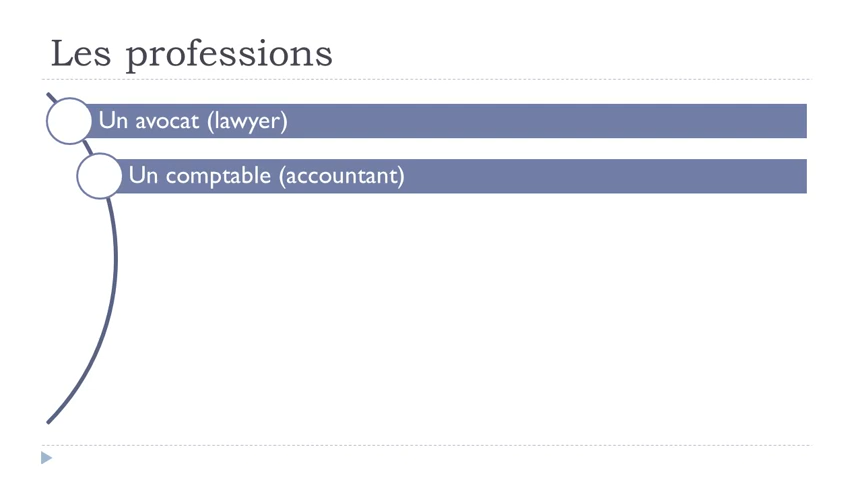 Les professions
Un avocat (lawyer)
Un comptable (accountant)